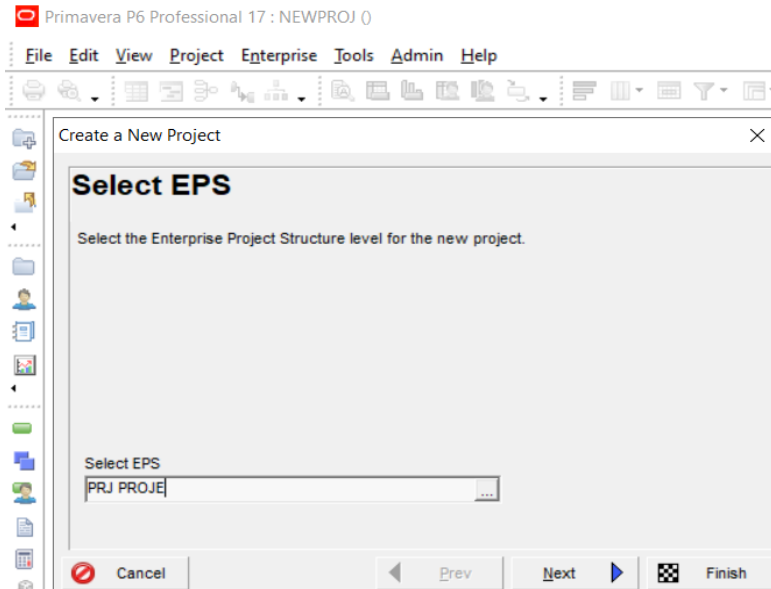 Primavera P6 Professional 17 : NEWPROJ ()
File Edit View Project Enterprise Tools Admin Help
Create a New Project
Select EPS
Select the Enterprise Project Structure level for the new project.
Select EPS
PRJ PROJE
...
Cancel Prev Next Finish